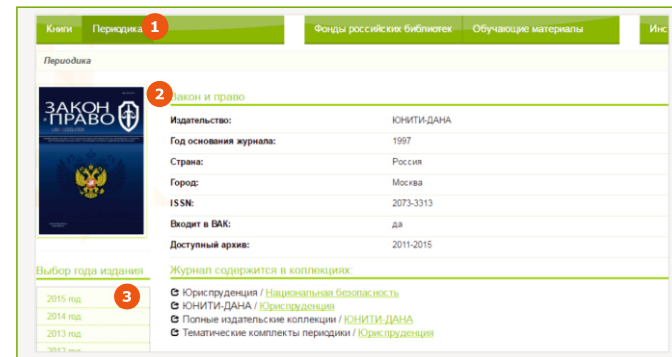 Книги Периодика 1 Фонды российских библиотек Обучающие материалы Инс
Периодика
2 Закон и право
ЗАКОН
ПРАВО
Издательство: ЮНИТИ-ДАНА
Год основания журнала: 1997
Страна: Россия
Город: Москва
ISSN: 2073-3313
Входит в ВАК: да
Доступный архив: 2011-2015
Выбор года издания
Журнал содержится в коллекциях:
2015 год 3
2014 год
2013 год
2012 год
Юриспруденция / Национальная безопасность
ЮНИТИ-ДАНА / Юриспруденция
Полные издательские коллекции / ЮНИТИ-ДАНА
Тематические комплекты периодики / Юриспруденция